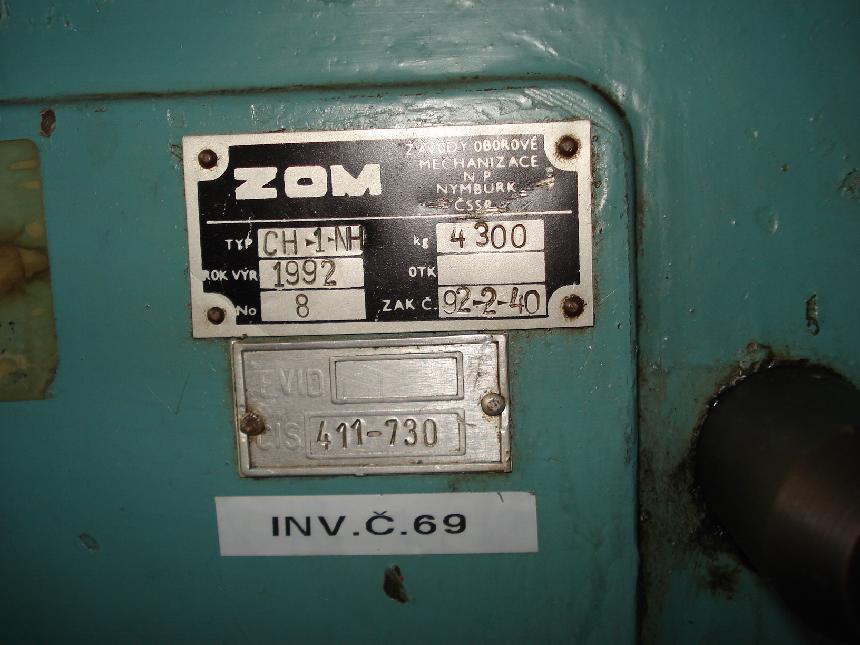 ZOM
ZÁVODY OBOROVÉ
MECHANIZACE
N P
NYMBURK
ČSSR
TYP CH-1-NH kg 4300
ROK VÝR 1992 OTK
No 8 ZAK Č. 92-2-40
EVID
ČÍS 411-730
INV.Č.69